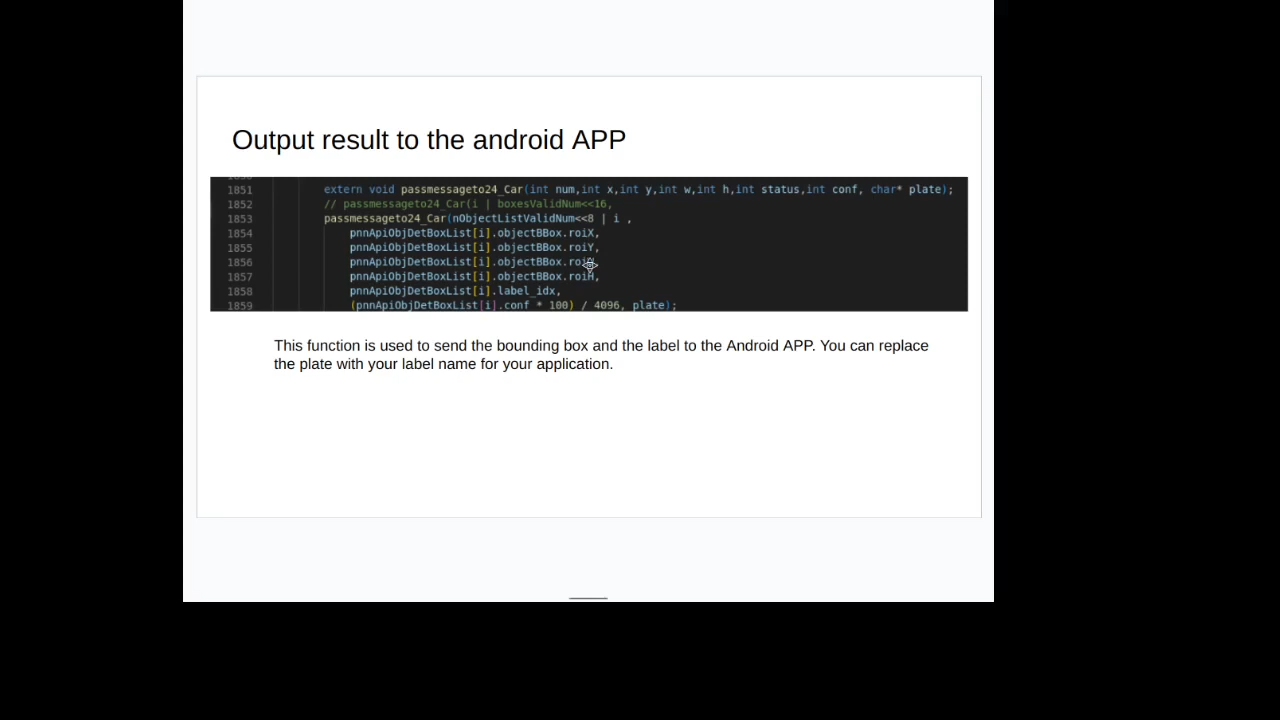 Output result to the android APP
1851 extern void passmessageto24_Car(int num,int x,int y,int w,int h,int status,int conf, char* plate);
1852 // passmessageto24_Car(i | boxesValidNum<<16,
1853 passmessageto24_Car(nObjectListValidNum<<8 | i ,
1854 pnnApiObjDetBoxList[i].objectBBox.roiX,
1855 pnnApiObjDetBoxList[i].objectBBox.roiY,
1856 pnnApiObjDetBoxList[i].objectBBox.
1857 pnnApiObjDetBoxList[i].objectBBox.roiH,
1858 pnnApiObjDetBoxList[i].label_idx,
1859 (pnnApiObjDetBoxList[i].conf * 100) / 4096, plate);
This function is used to send the bounding box and the label to the Android APP. You can replace
the plate with your label name for your application.